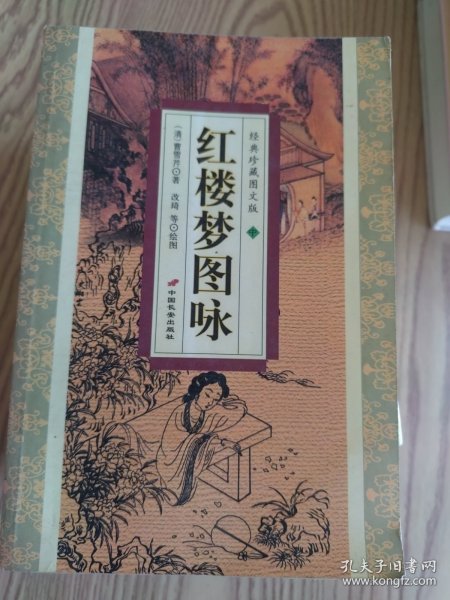 经典珍藏图文版 中
红楼梦图咏
(清)曹雪芹○著
改琦 等○绘图
中国长安出版社
孔夫子旧书网
www.kongfz.com